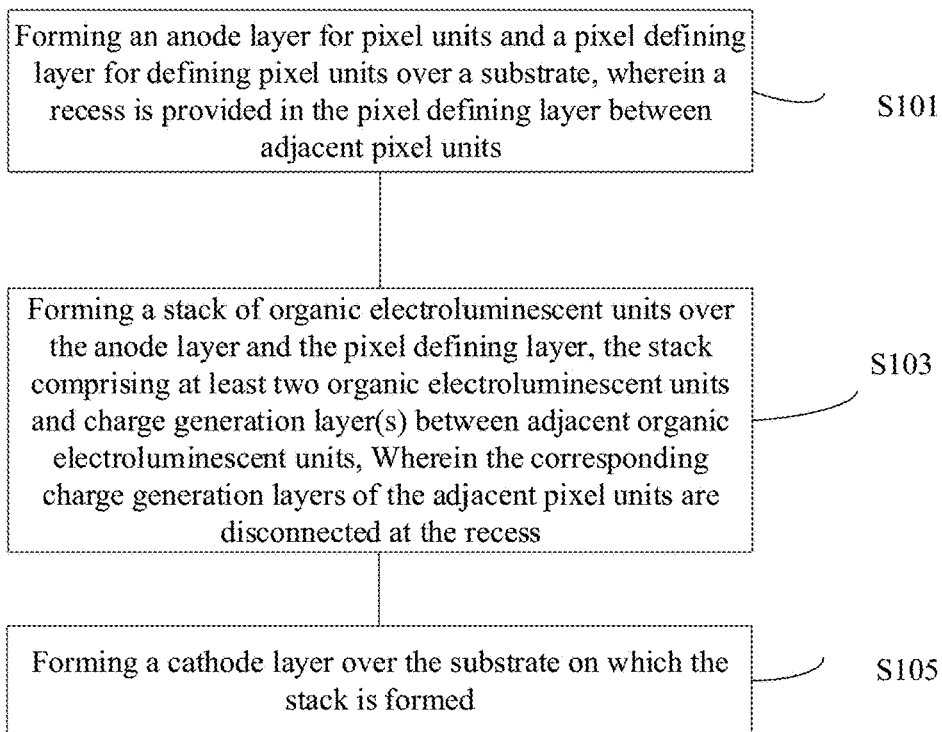 Forming an anode layer for pixel units and a pixel defining
layer for defining pixel units over a substrate, wherein a
recess is provided in the pixel defining layer between
adjacent pixel units
S101
Forming a stack of organic electroluminescent units over
the anode layer and the pixel defining layer, the stack
comprising at least two organic electroluminescent units
and charge generation layer(s) between adjacent organic
electroluminescent units, Wherein the corresponding
charge generation layers of the adjacent pixel units are
disconnected at the recess
S103
Forming a cathode layer over the substrate on which the
stack is formed
S105